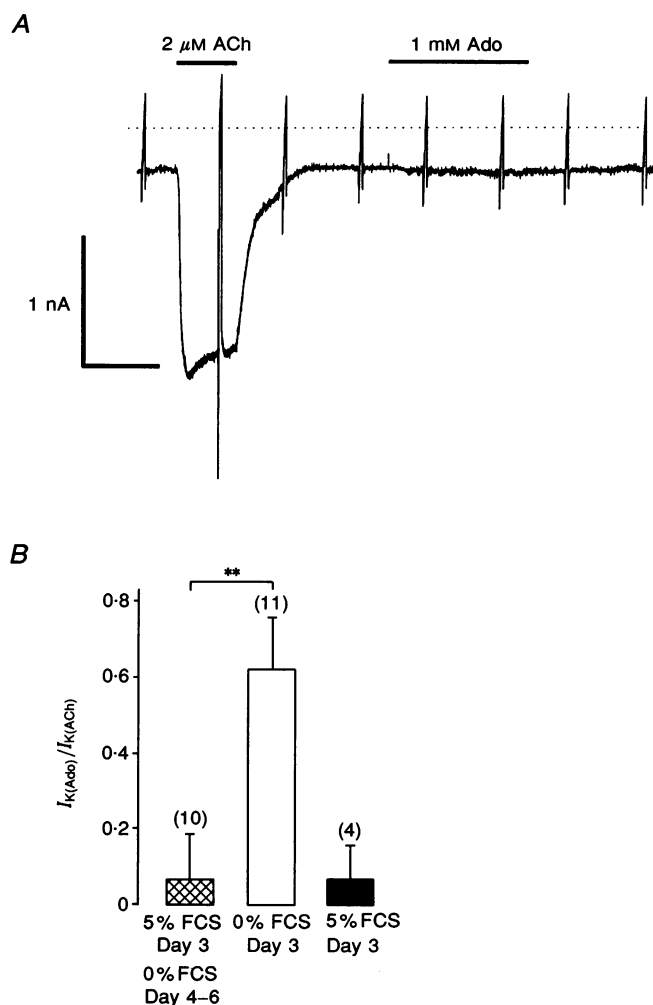 A
2 μM ACh
1 mM Ado
1 nA
B
**
0·8
(11)
0·6
0·4
0·2
(10)
(4)
0
I_K(Ado)/I_K(ACh)
5% FCS
Day 3
0% FCS
Day 4–6
0% FCS
Day 3
5% FCS
Day 3